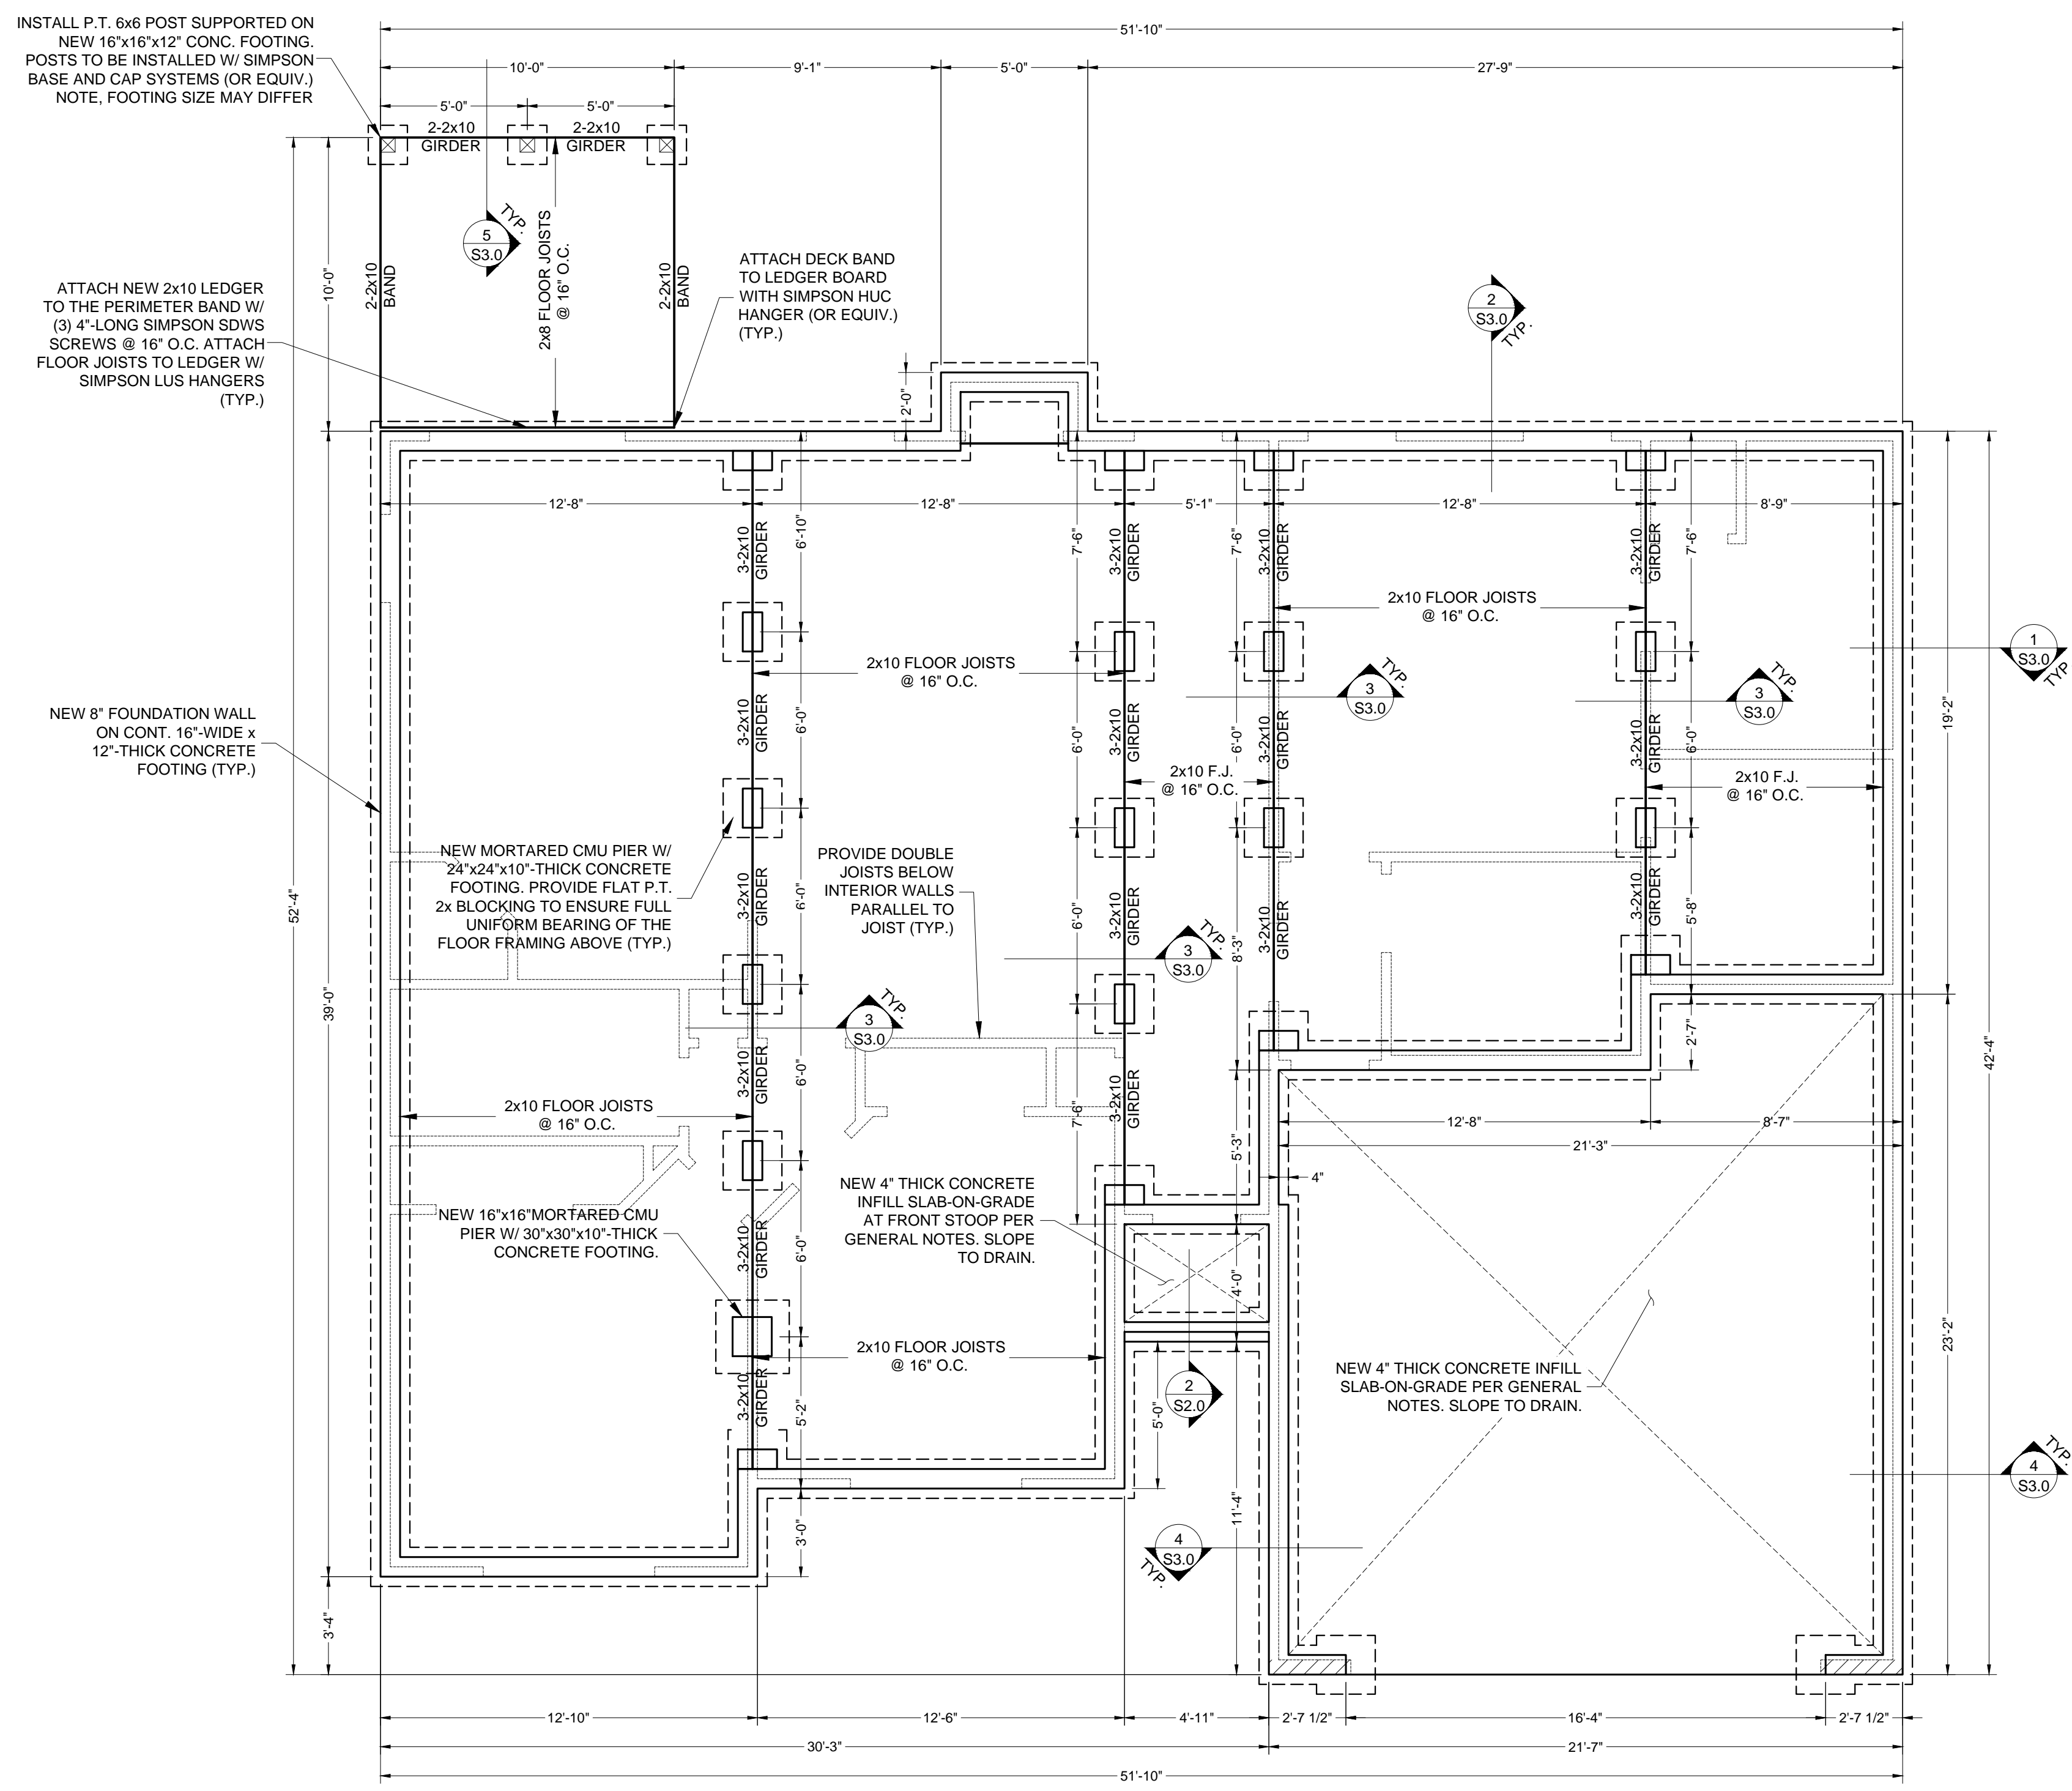 INSTALL P.T. 6x6 POST SUPPORTED ON
NEW 16"x16"x12" CONC. FOOTING.
POSTS TO BE INSTALLED W/ SIMPSON
BASE AND CAP SYSTEMS (OR EQUIV.)
NOTE, FOOTING SIZE MAY DIFFER
51'-10"
10'-0"
9'-1"
5'-0"
27'-9"
5'-0"
5'-0"
2-2x10
GIRDER
2-2x10
GIRDER
10'-0"
2-2x10
BAND
5
S3.0
TYP.
2x8 FLOOR JOISTS
@ 16" O.C.
2-2x10
BAND
ATTACH DECK BAND
TO LEDGER BOARD
WITH SIMPSON HUC
HANGER (OR EQUIV.)
(TYP.)
ATTACH NEW 2x10 LEDGER
TO THE PERIMETER BAND W/
(3) 4"-LONG SIMPSON SDWS
SCREWS @ 16" O.C. ATTACH
FLOOR JOISTS TO LEDGER W/
SIMPSON LUS HANGERS
(TYP.)
2
S3.0
TYP.
2'-0"
12'-8"
12'-8"
5'-1"
12'-8"
8'-9"
3-2x10
GIRDER
6'-10"
7'-6"
3-2x10
GIRDER
7'-6"
3-2x10
GIRDER
3-2x10
GIRDER
7'-6"
2x10 FLOOR JOISTS
@ 16" O.C.
2x10 FLOOR JOISTS
@ 16" O.C.
1
S3.0
TYP.
3
S3.0
TYP.
3
S3.0
TYP.
NEW 8" FOUNDATION WALL
ON CONT. 16"-WIDE x
12"-THICK CONCRETE
FOOTING (TYP.)
3-2x10
GIRDER
6'-0"
6'-0"
3-2x10
GIRDER
6'-0"
3-2x10
GIRDER
3-2x10
GIRDER
6'-0"
19'-2"
2x10 F.J.
@ 16" O.C.
2x10 F.J.
@ 16" O.C.
NEW MORTARED CMU PIER W/
24"x24"x10"-THICK CONCRETE
FOOTING. PROVIDE FLAT P.T.
2x BLOCKING TO ENSURE FULL
UNIFORM BEARING OF THE
FLOOR FRAMING ABOVE (TYP.)
PROVIDE DOUBLE
JOISTS BELOW
INTERIOR WALLS
PARALLEL TO
JOIST (TYP.)
52'-4"
39'-0"
3-2x10
GIRDER
6'-0"
6'-0"
3-2x10
GIRDER
8'-3"
3-2x10
GIRDER
3-2x10
GIRDER
5'-8"
3
S3.0
TYP.
3
S3.0
TYP.
2'-7"
42'-4"
3-2x10
GIRDER
6'-0"
7'-6"
3-2x10
GIRDER
2x10 FLOOR JOISTS
@ 16" O.C.
12'-8"
8'-7"
21'-3"
5'-3"
4"
NEW 4" THICK CONCRETE
INFILL SLAB-ON-GRADE
AT FRONT STOOP PER
GENERAL NOTES. SLOPE
TO DRAIN.
NEW 16"x16"MORTARED CMU
PIER W/ 30"x30"x10"-THICK
CONCRETE FOOTING.
3-2x10
GIRDER
6'-0"
4'-0"
23'-2"
2x10 FLOOR JOISTS
@ 16" O.C.
NEW 4" THICK CONCRETE INFILL
SLAB-ON-GRADE PER GENERAL
NOTES. SLOPE TO DRAIN.
3-2x10
GIRDER
5'-2"
5'-0"
2
S2.0
4
S3.0
TYP.
3'-0"
11'-4"
4
S3.0
TYP.
3'-4"
12'-10"
12'-6"
4'-11"
2'-7 1/2"
16'-4"
2'-7 1/2"
30'-3"
21'-7"
51'-10"